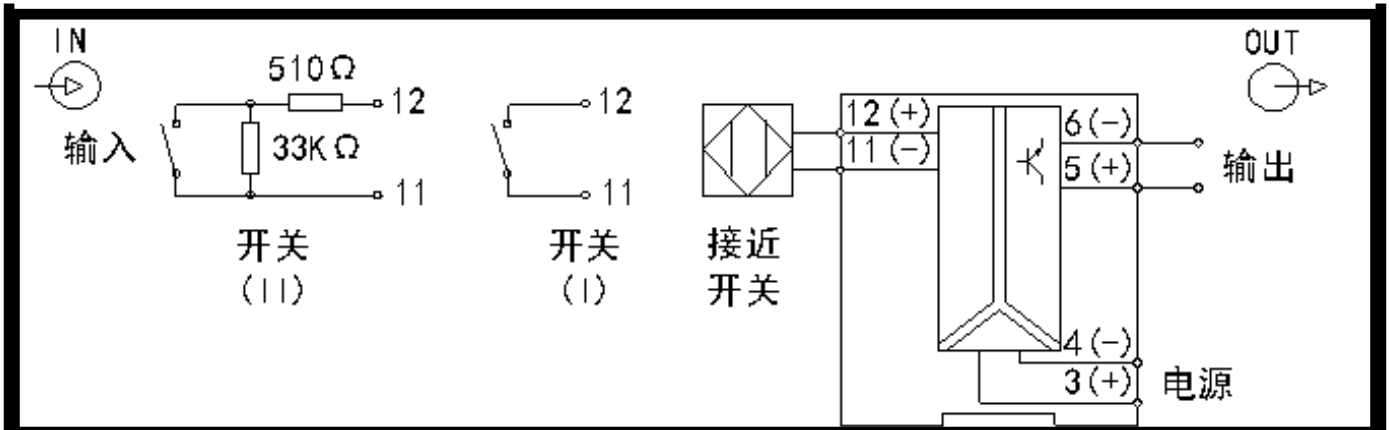 IN
OUT
510Ω
12
12
12(+)
6(-)
输入
33KΩ
11(-)
5(+)
输出
11
11
开关
(II)
开关
(I)
接近
开关
4(-)
3(+)
电源